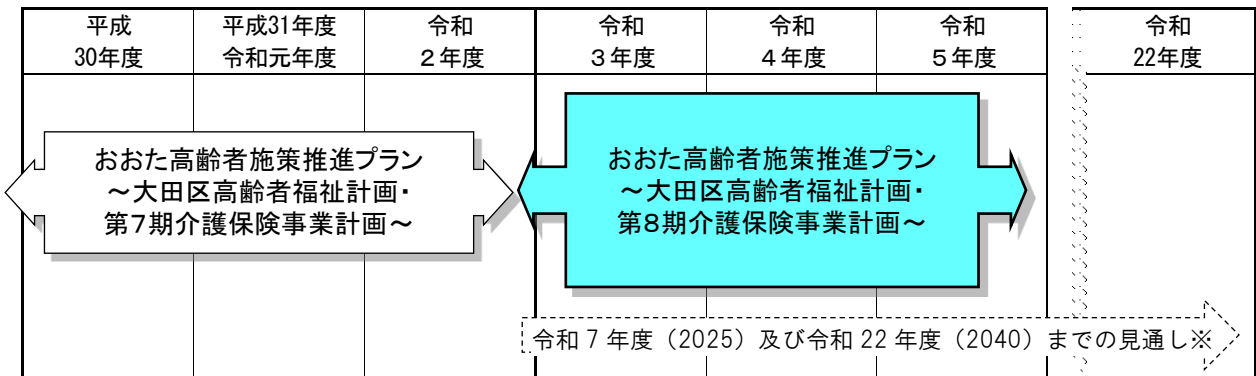 平成 平成31年度 令和 令和 令和 令和 令和
30年度 令和元年度 2年度 3年度 4年度 5年度 22年度
おおた高齢者施策推進プラン
～大田区高齢者福祉計画・
第7期介護保険事業計画～
おおた高齢者施策推進プラン
～大田区高齢者福祉計画・
第8期介護保険事業計画～
令和7年度（2025）及び令和22年度（2040）までの見通し※